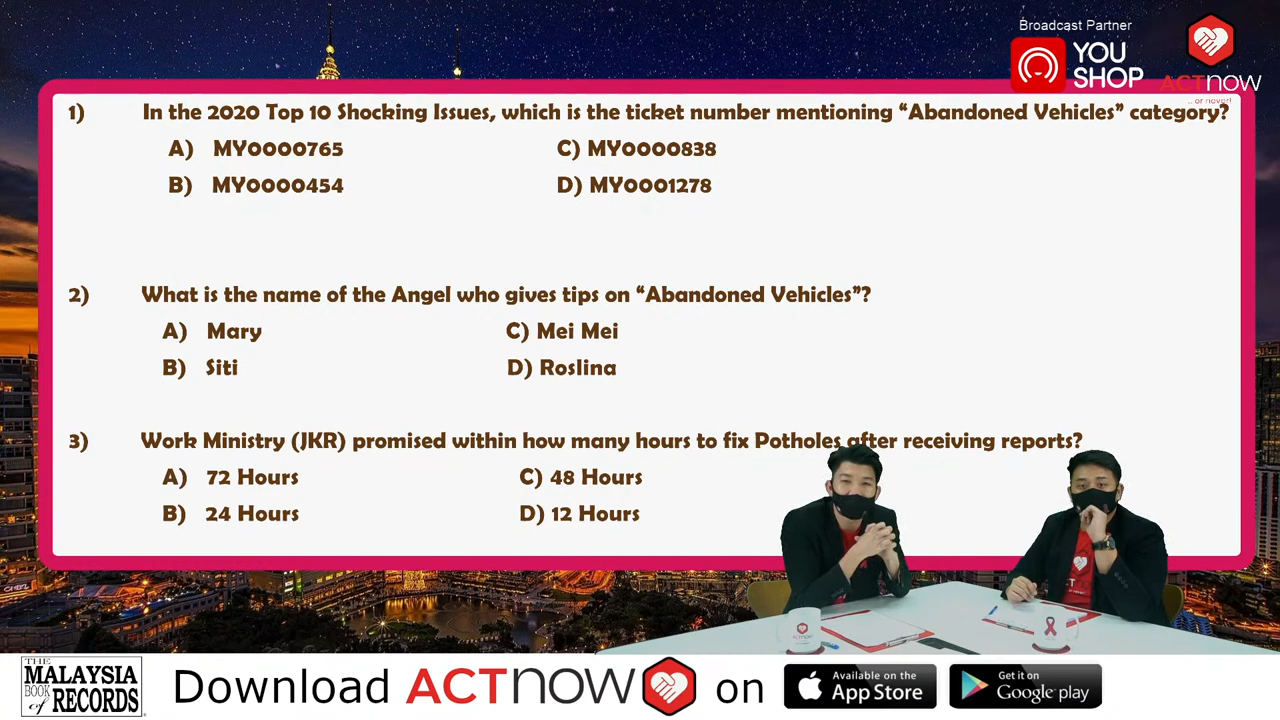 Broadcast Partner
YOU
SHOP
ACTnow
... or never!
1) In the 2020 Top 10 Shocking Issues, which is the ticket number mentioning “Abandoned Vehicles” category?
A) MY0000765 C) MY0000838
B) MY0000454 D) MY0001278
2) What is the name of the Angel who gives tips on “Abandoned Vehicles”?
A) Mary C) Mei Mei
B) Siti D) Roslina
3) Work Ministry (JKR) promised within how many hours to fix Potholes after receiving reports?
A) 72 Hours C) 48 Hours
B) 24 Hours D) 12 Hours
THE
MALAYSIA
BOOK of RECORDS
Download ACTnow on
Available on the
App Store
Get it on
Google play